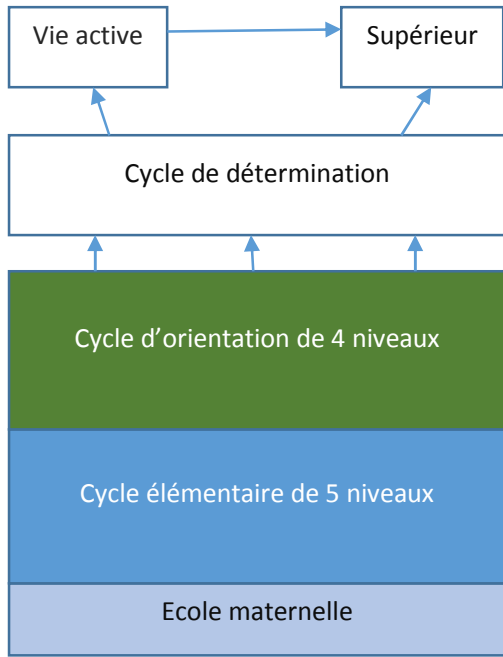 Vie active
Supérieur
Cycle de détermination
Cycle d’orientation de 4 niveaux
Cycle élémentaire de 5 niveaux
Ecole maternelle